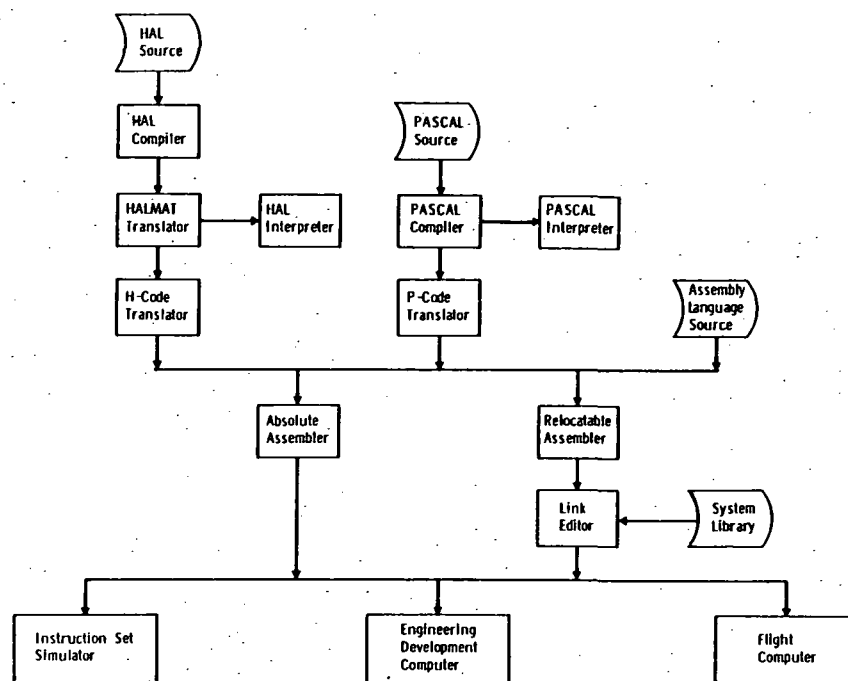 HAL
Source
HAL
Compiler
PASCAL
Source
HALMAT
Translator
HAL
Interpreter
PASCAL
Compiler
PASCAL
Interpreter
H-Code
Translator
P-Code
Translator
Assembly
Language
Source
Absolute
Assembler
Relocatable
Assembler
Link
Editor
System
Library
Instruction Set
Simulator
Engineering
Development
Computer
Flight
Computer